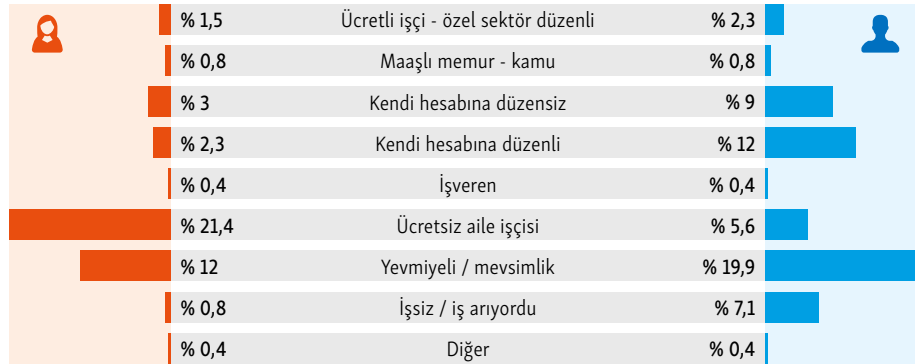 % 1,5 Ücretli işçi - özel sektör düzenli % 2,3
% 0,8 Maaşlı memur - kamu % 0,8
% 3 Kendi hesabına düzensiz % 9
% 2,3 Kendi hesabına düzenli % 12
% 0,4 İşveren % 0,4
% 21,4 Ücretsiz aile işçisi % 5,6
% 12 Yevmiyeli / mevsimlik % 19,9
% 0,8 İşsiz / iş arıyordu % 7,1
% 0,4 Diğer % 0,4